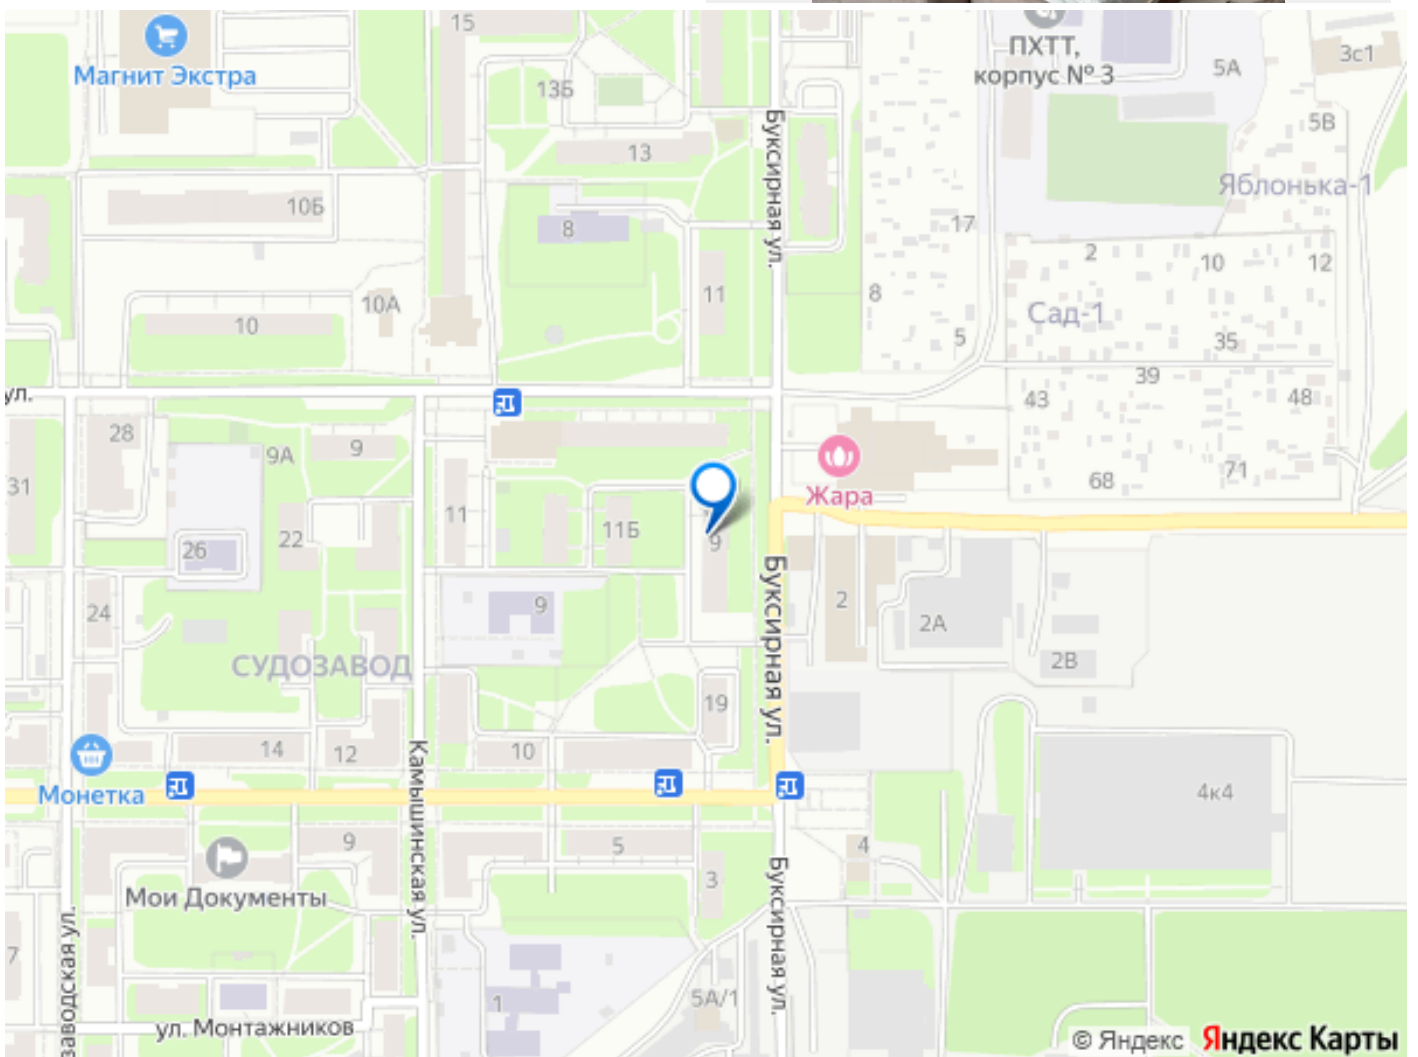 15
Магнит Экстра
13Б
ПХТТ,
корпус № 3
5А
3с1
5В
Буксирная ул.
13
Яблонька-1
10Б
8
17
2
10
12
11
8
10А
10
Сад-1
5
35
39
43
48
ул.
28
9А
9
Жара
68
71
31
11
11Б
9
26
22
Буксирная ул.
2
2А
2В
24
9
СУДОЗАВОД
19
14
12
10
Камышинская ул.
Монетка
4к4
9
5
4
Мои Документы
3
Буксирная ул.
заводская ул.
7
1
5А/1
ул. Монтажников
© Яндекс Яндекс Карты